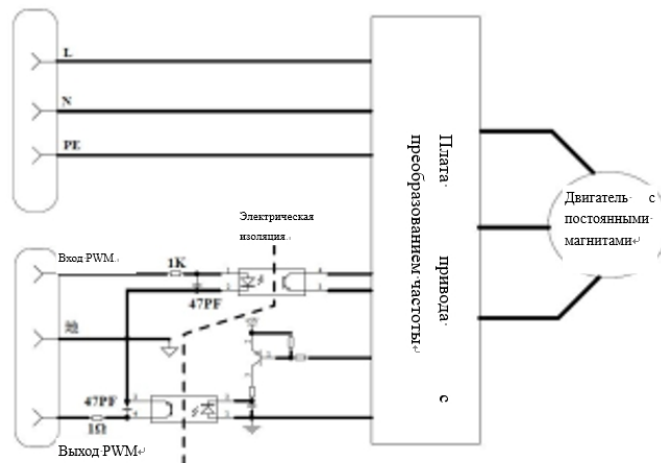 L
N
PE
Плата привода с
преобразованием частоты
Двигатель с
постоянными
магнитами
Электрическая
изоляция.
Вход PWM.
1K
47PF
地
47PF
1Ω
Выход PWM